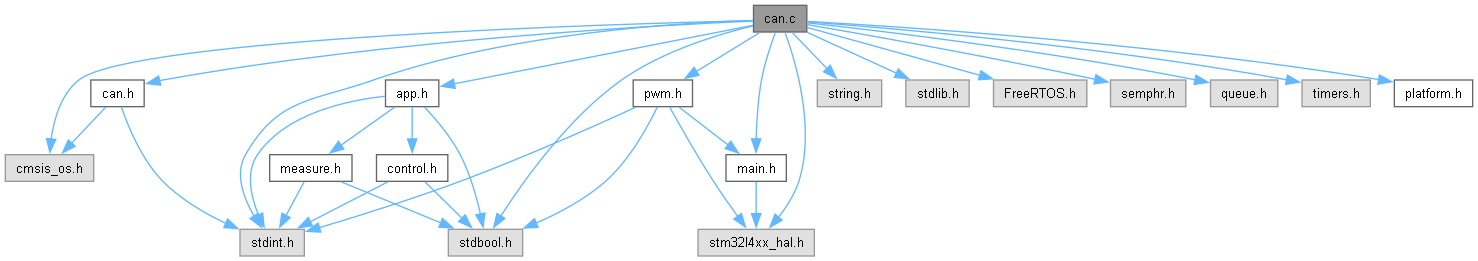 can.c
can.h
app.h
pwm.h
string.h
stdlib.h
FreeRTOS.h
semphr.h
queue.h
timers.h
platform.h
cmsis_os.h
measure.h
control.h
main.h
stdint.h
stdbool.h
stm32l4xx_hal.h